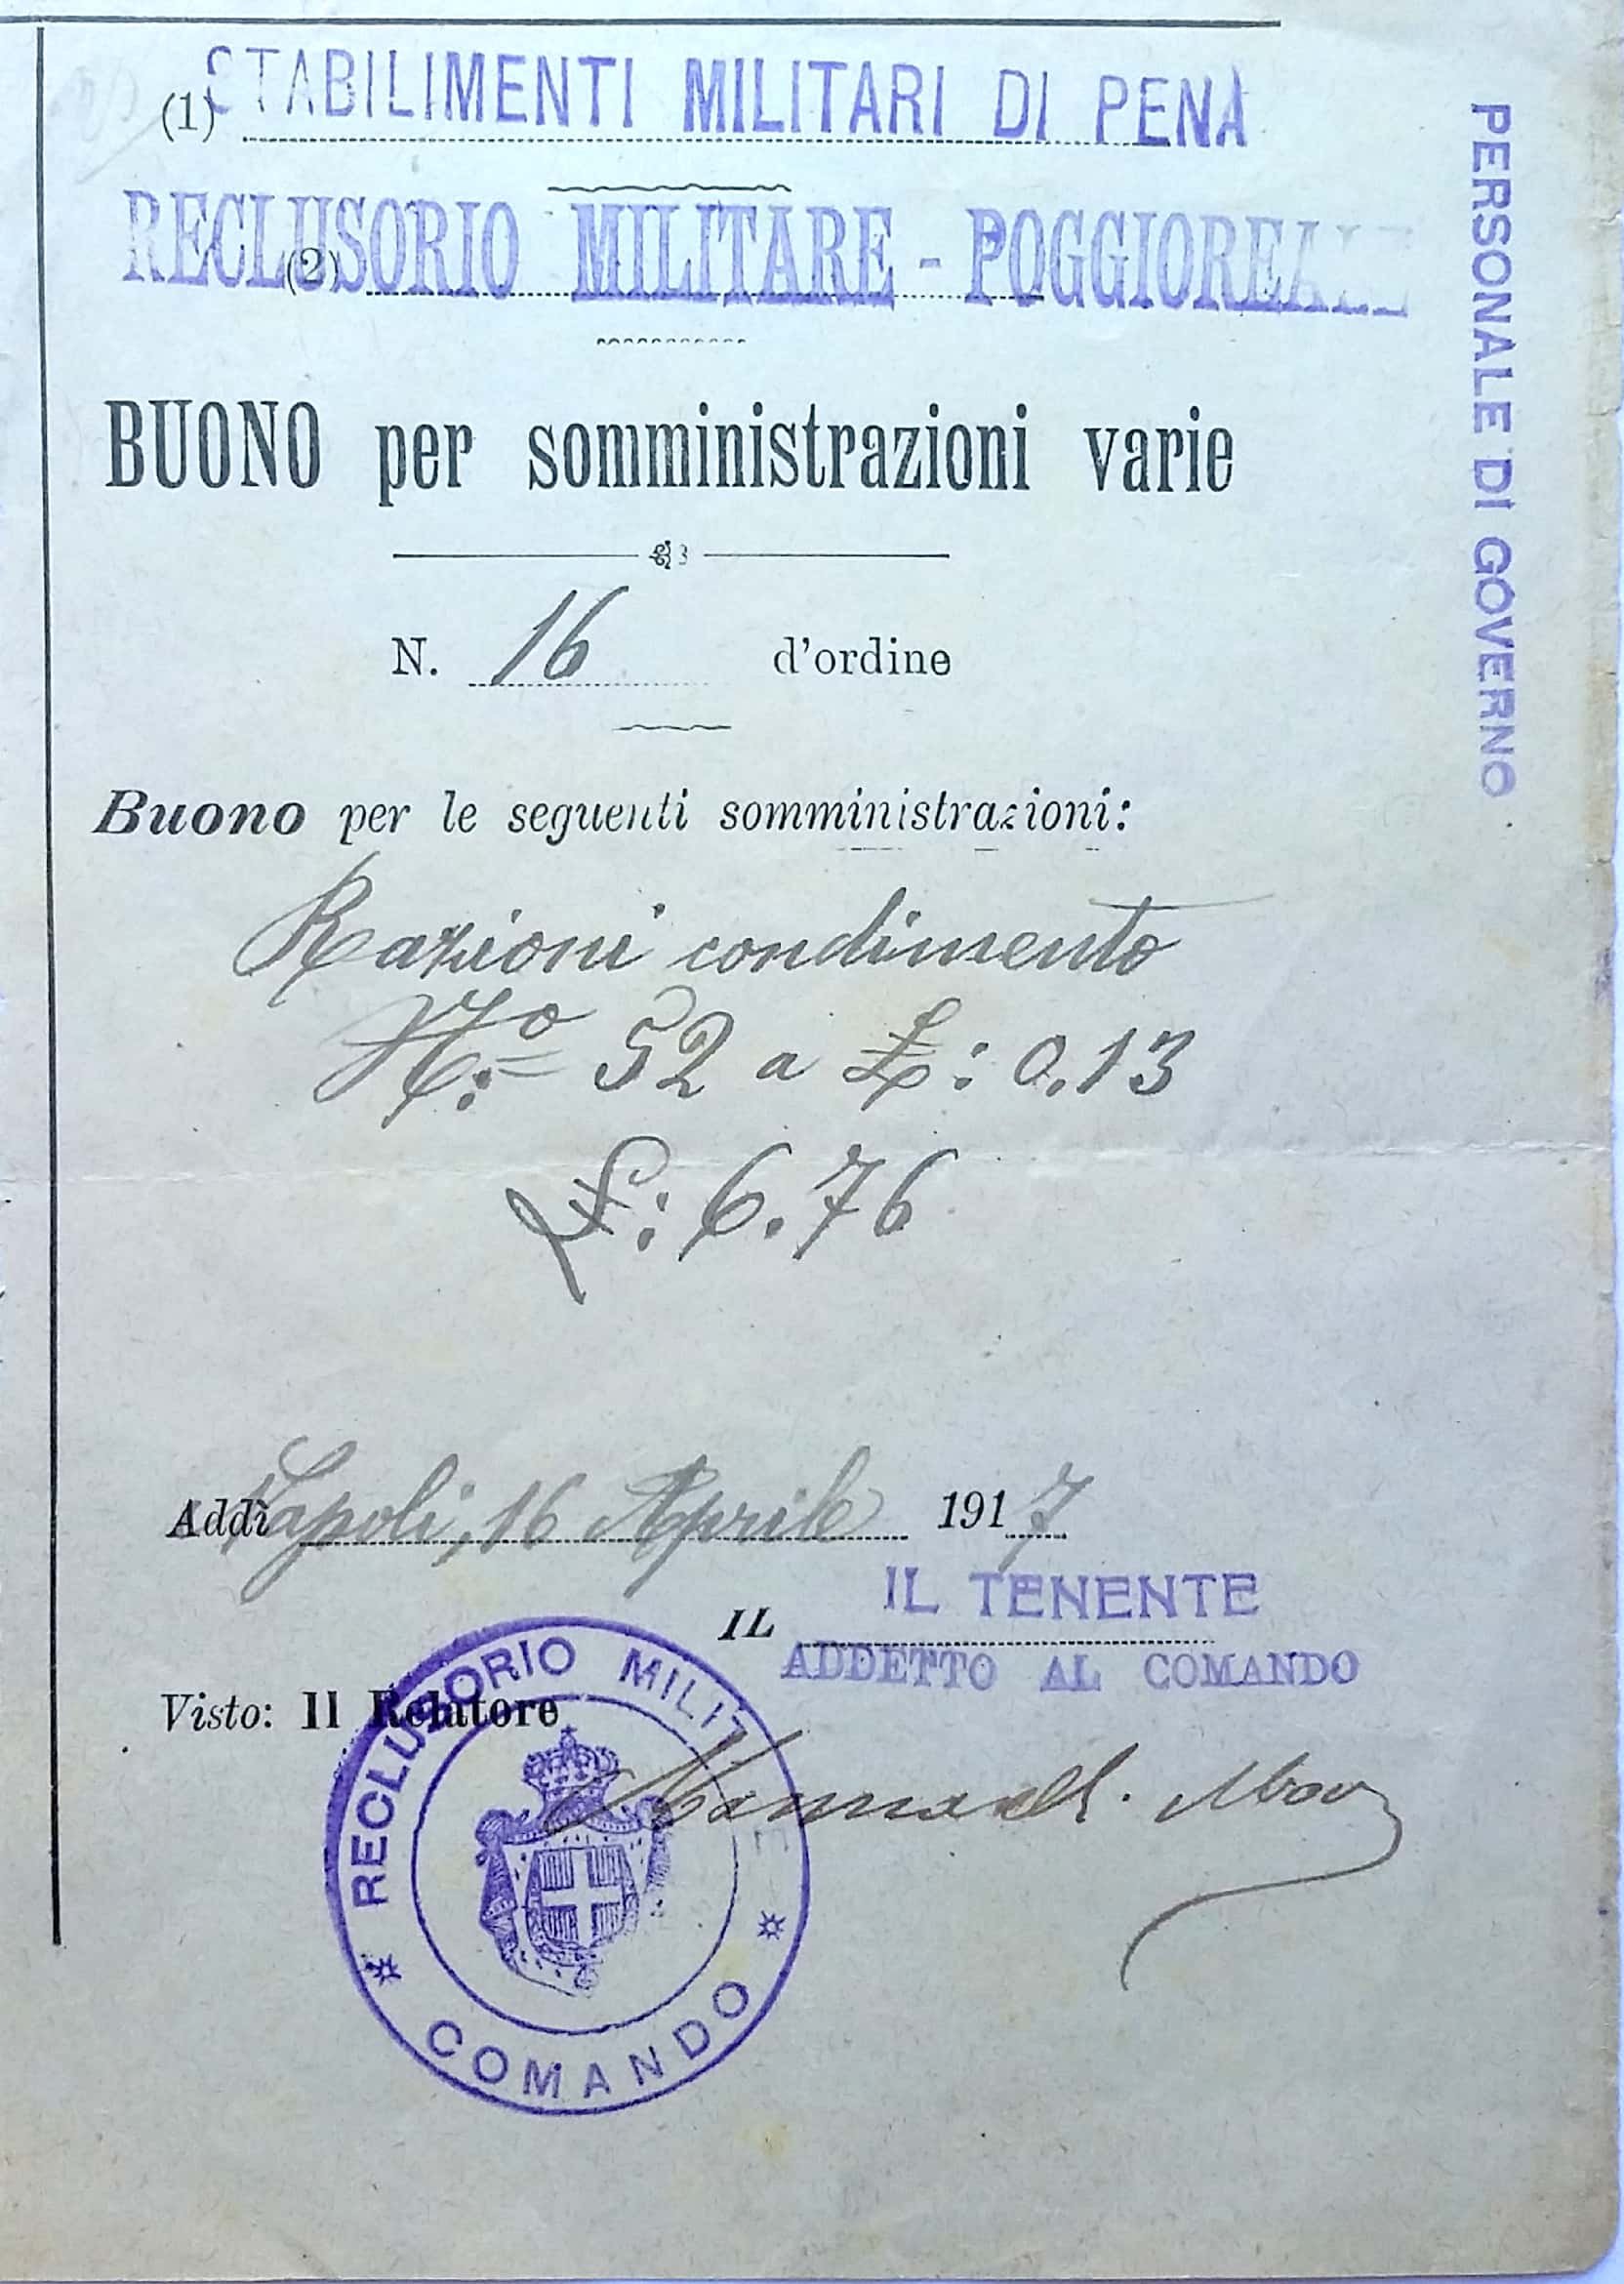 (1) STABILIMENTI MILITARI DI PENA
RECLUSORIO MILITARE - POGGIOREALE
(2)
PERSONALE DI GOVERNO
BUONO per somministrazioni varie
N. 16 d'ordine
Buono per le seguenti somministrazioni:
Razioni condimento
No. 52 a £: 0.13
£: 6.76
Addì Napoli, 16 Aprile 1917
IL IL TENENTE
ADDETTO AL COMANDO
Visto: Il Relatore
RECLUSORIO MILIT
COMANDO